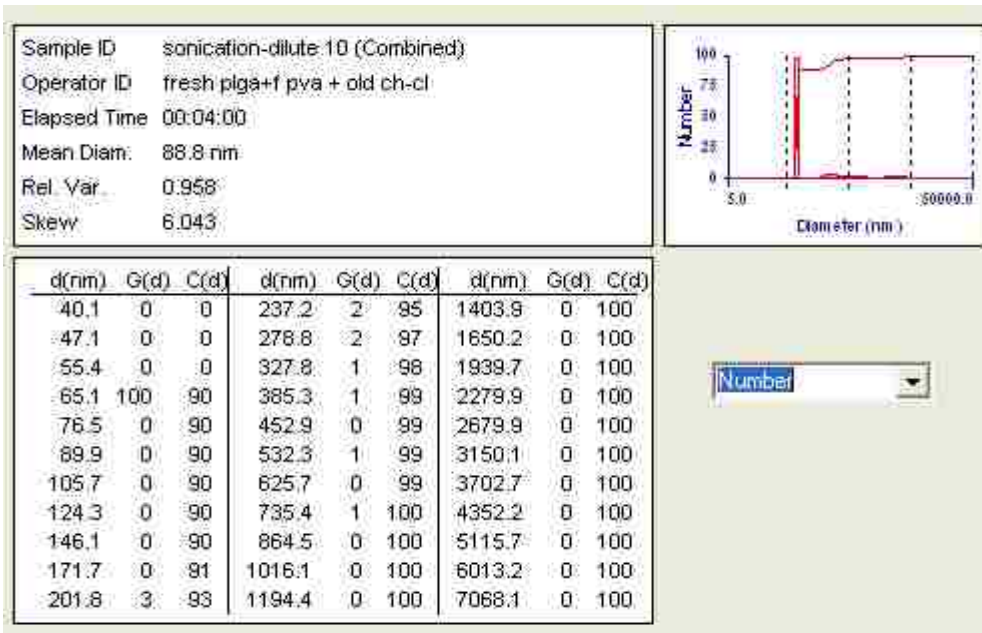 Sample ID sonication-dilute 10 (Combined)
Operator ID fresh plga+f pva + old ch-cl
Elapsed Time 00:04:00
Mean Diam. 88.8 nm
Rel. Var. 0.958
Skew 6.043
100
75
50
25
0
Number
5.0 50000.0
Diameter (nm)
d(nm) G(d) C(d) d(nm) G(d) C(d) d(nm) G(d) C(d)
40.1 0 0 237.2 2 95 1403.9 0 100
47.1 0 0 278.8 2 97 1650.2 0 100
55.4 0 0 327.8 1 98 1939.7 0 100
65.1 100 90 385.3 1 99 2279.9 0 100
76.5 0 90 452.9 0 99 2679.9 0 100
89.9 0 90 532.3 1 99 3150.1 0 100
105.7 0 90 625.7 0 99 3702.7 0 100
124.3 0 90 735.4 1 100 4352.2 0 100
146.1 0 90 864.5 0 100 5115.7 0 100
171.7 0 91 1016.1 0 100 6013.2 0 100
201.8 3 93 1194.4 0 100 7068.1 0 100
Number